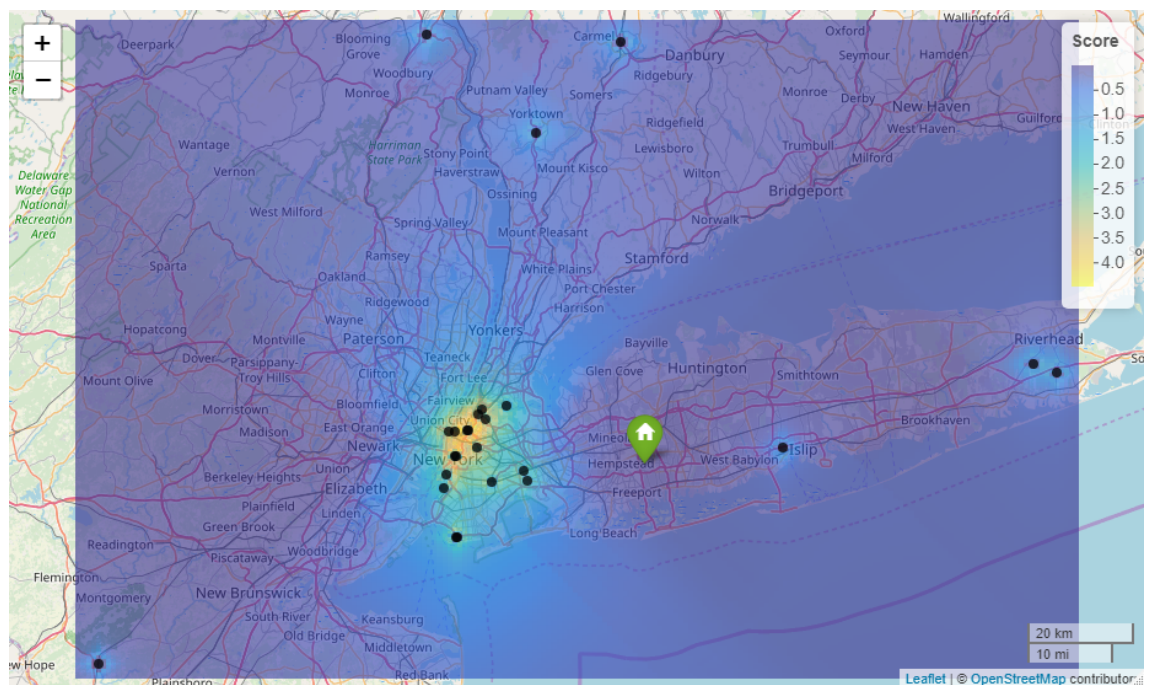 Wallingford
+
−
Deerpark
Blooming
Grove
Carmel
Danbury
Oxford
Seymour
Hamden
Score
Woodbury
Monroe
Putnam Valley
Somers
Ridgebury
Monroe
Derby
New Haven
0.5
1.0
1.5
2.0
2.5
3.0
3.5
4.0
Yorktown
Ridgefield
West Haven
Guilford
Clinton
Wantage
Harriman
State Park
Stony Point
Lewisboro
Trumbull
Milford
Delaware
Water Gap
National
Recreation
Area
Vernon
Haverstraw
Mount Kisco
Wilton
Bridgeport
Ossining
West Milford
Spring Valley
Mount Pleasant
Norwalk
Sparta
Ramsey
Oakland
White Plains
Stamford
Port Chester
Ridgewood
Harrison
Hopatcong
Wayne
Paterson
Montville
Yonkers
Bayville
Riverhead
Dover
Parsippany-
Troy Hills
Teaneck
Clifton
Fort Lee
Glen Cove
Huntington
Smithtown
Mount Olive
Morristown
Bloomfield
Fairview
Union City
Brookhaven
Madison
East Orange
Newark
New York
Mineol
Hempstead
West Babylon
Islip
Berkeley Heights
Union
Elizabeth
Freeport
Plainfield
Linden
Green Brook
Long Beach
Readington
Piscataway
Woodbridge
Flemington
Montgomery
New Brunswick
South River
Keansburg
Old Bridge
Middletown
20 km
10 mi
ew Hope
Plainsboro
Red Bank
Leaflet | © OpenStreetMap contributor